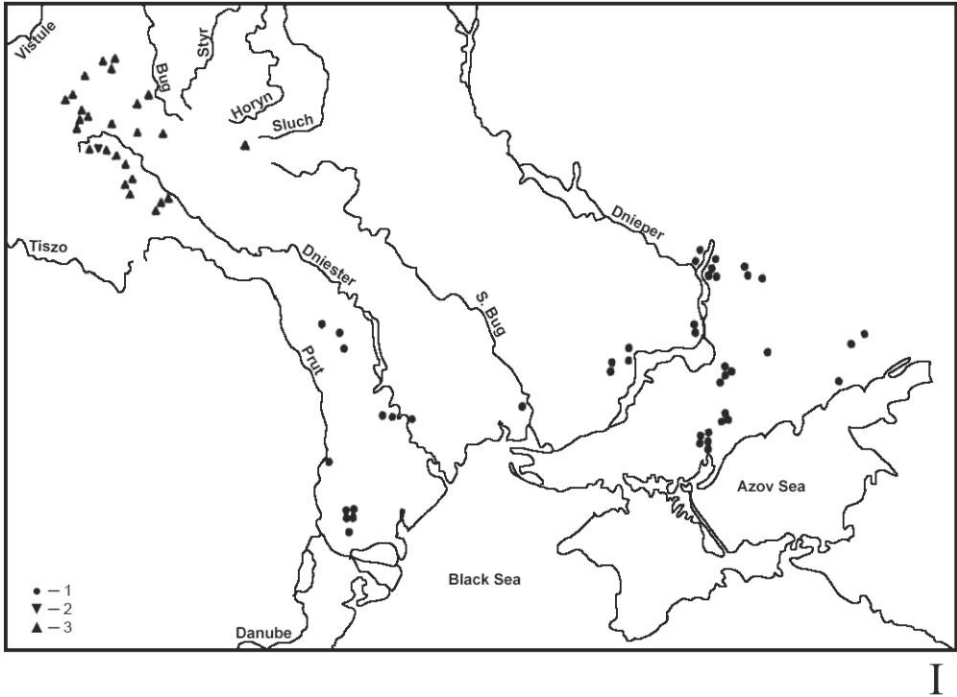 Vistule
Bug
Styr
Horyn
Sluch
Dnieper
Tiszo
Dniester
S. Bug
Prut
Azov Sea
Black Sea
Danube
– 1
– 2
– 3
I